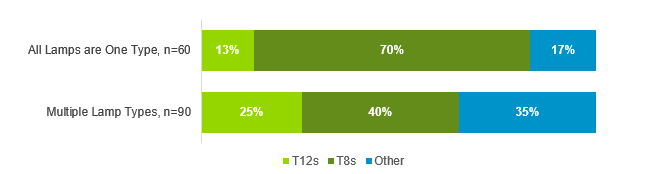 All Lamps are One Type, n=60 13% 70% 17%
Multiple Lamp Types, n=90 25% 40% 35%
T12s T8s Other